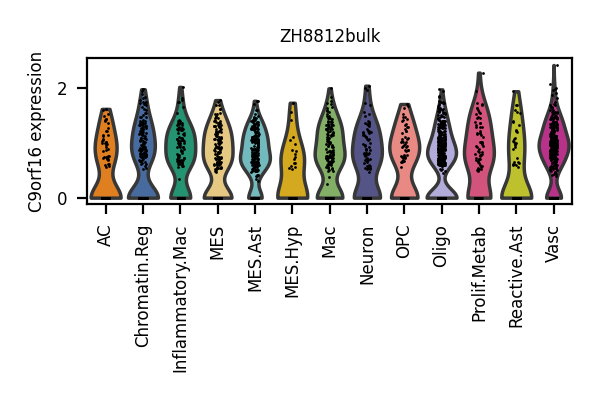 ZH8812bulk
C9orf16 expression
2
0
AC
Chromatin.Reg
Inflammatory.Mac
MES
MES.Ast
MES.Hyp
Mac
Neuron
OPC
Oligo
Prolif.Metab
Reactive.Ast
Vasc